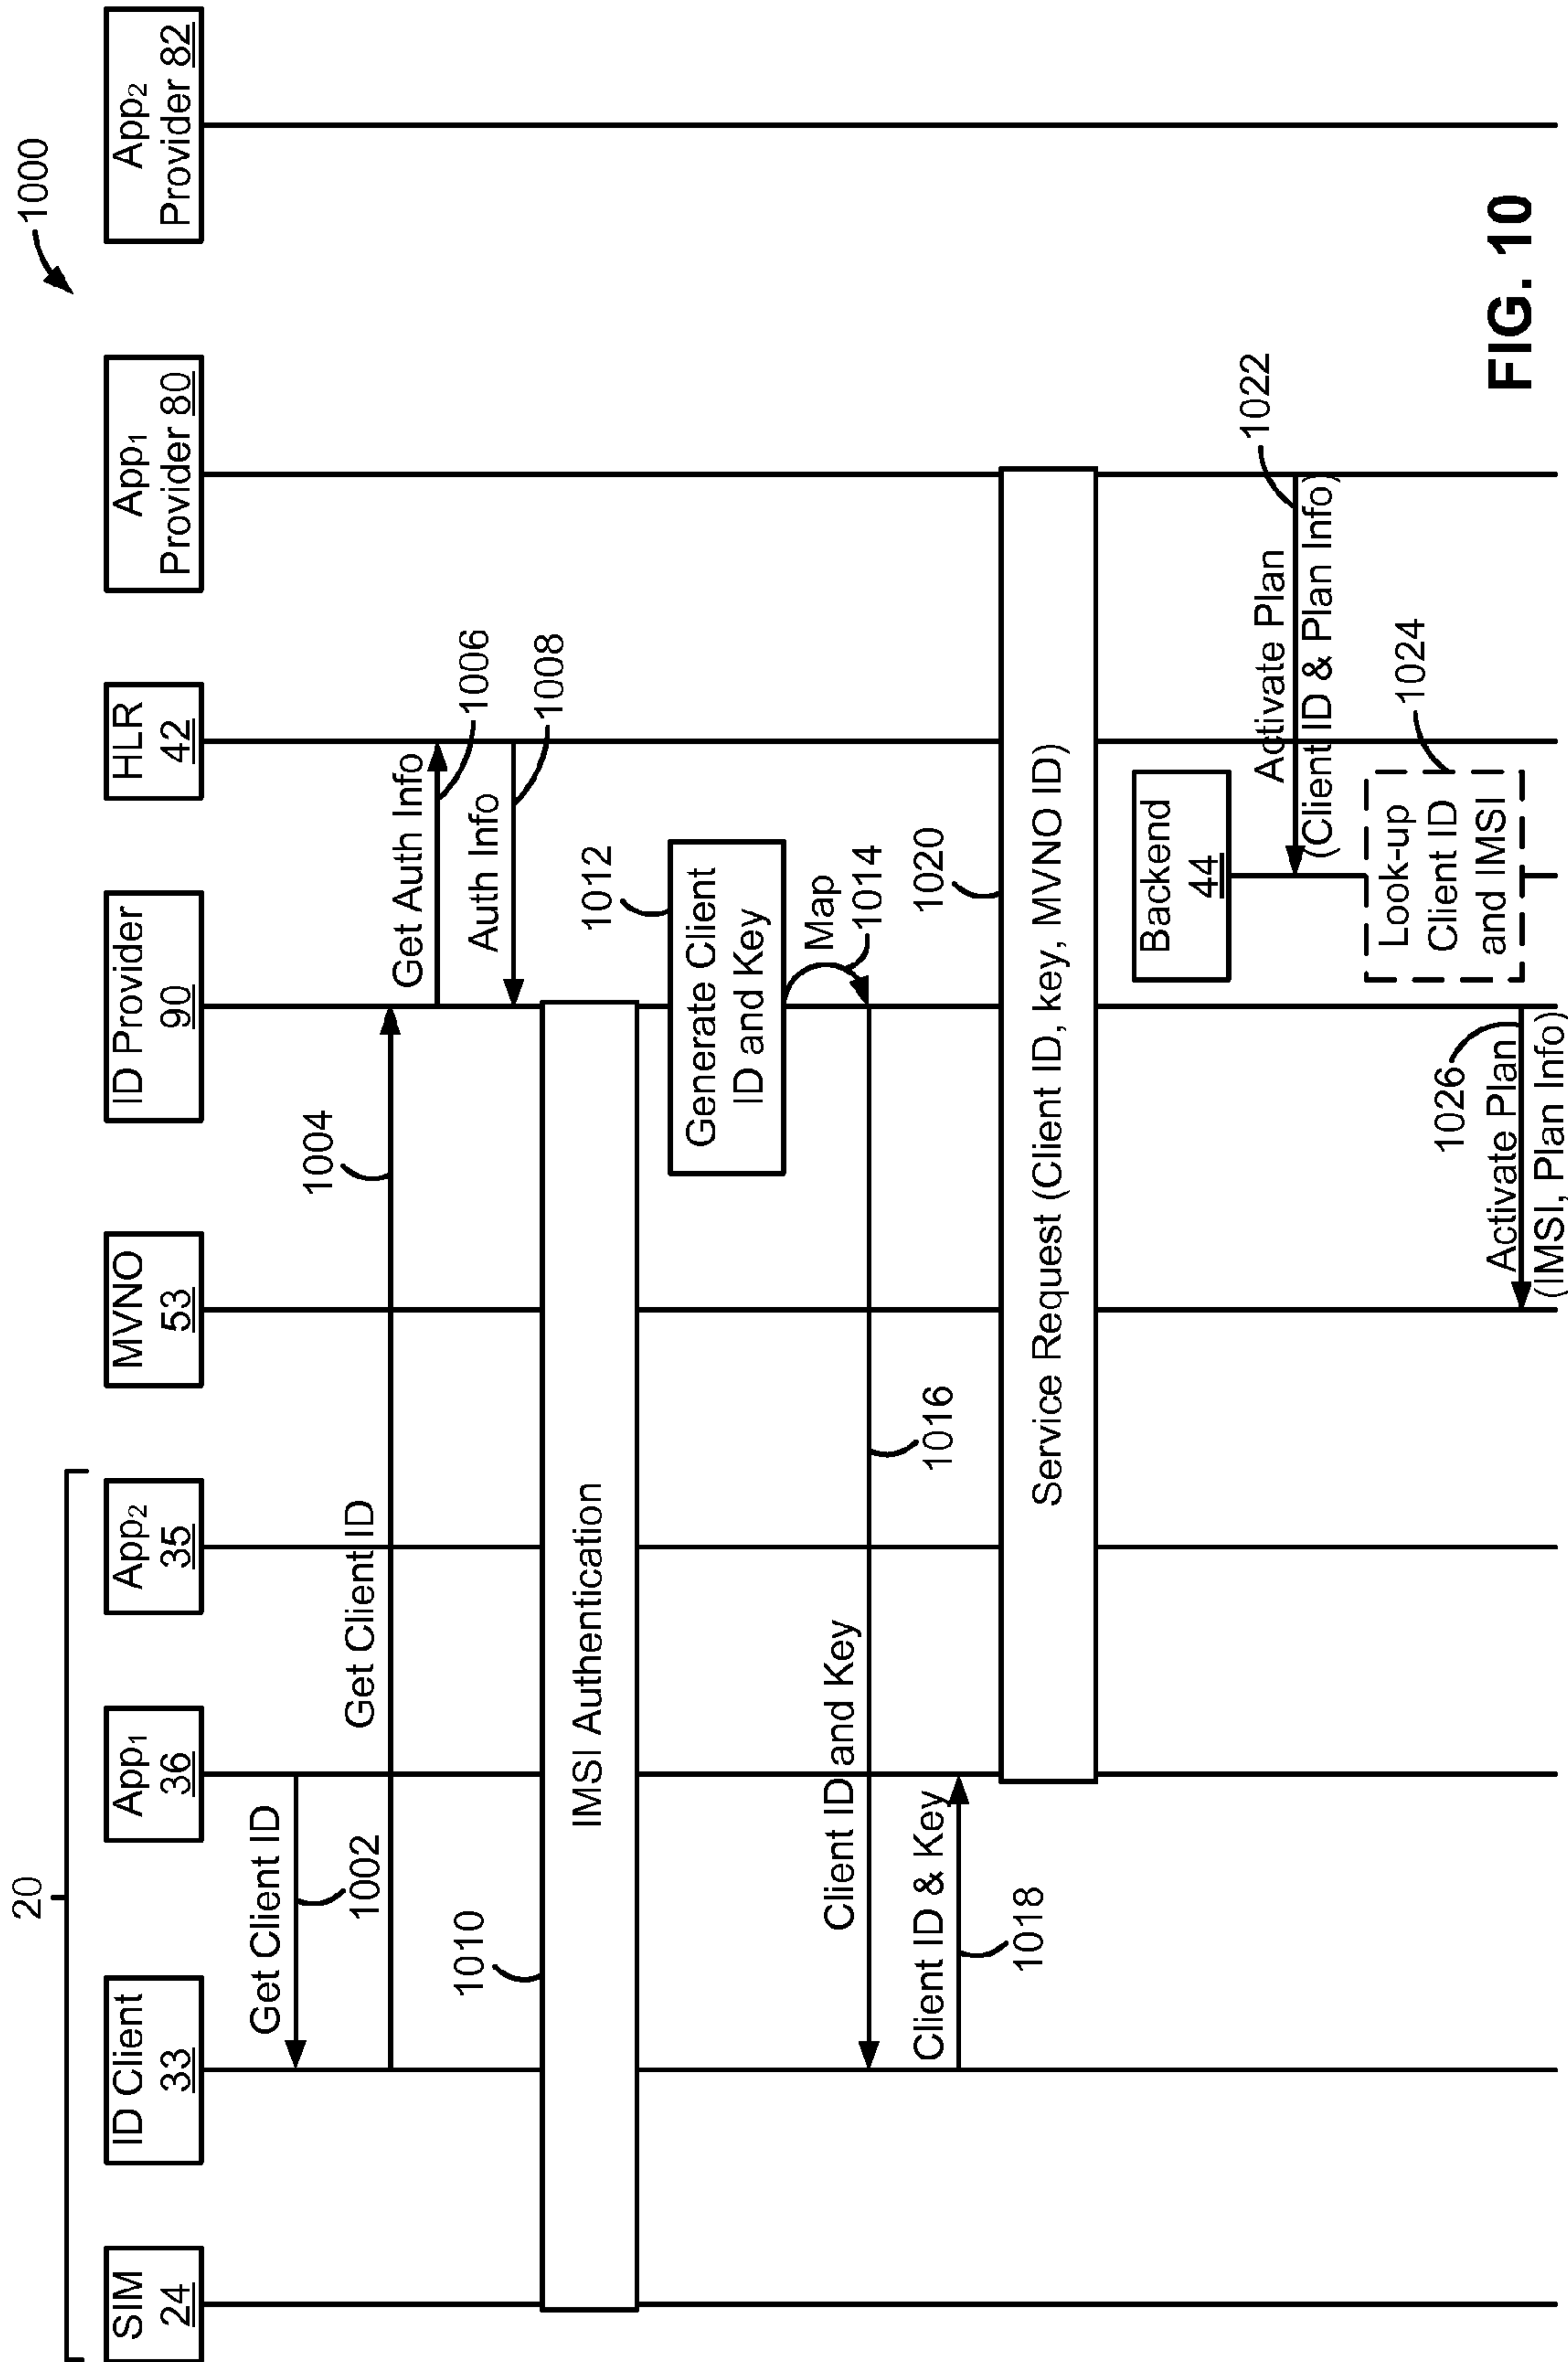 1000
20
SIM
24
ID Client
33
App1
36
App2
35
MVNO
53
ID Provider
90
HLR
42
App1
Provider 80
App2
Provider 82
Get Client ID
1002
Get Client ID
1004
Get Auth Info
1006
Auth Info
1008
1010
IMSI Authentication
1012
Generate Client
ID and Key
Map
1014
Client ID and Key
1016
Client ID & Key
1018
1020
Service Request (Client ID, key, MVNO ID)
Backend
44
Activate Plan
(Client ID & Plan Info)
1022
Look-up
Client ID
and IMSI
1024
1026
Activate Plan
(IMSI, Plan Info)
FIG. 10